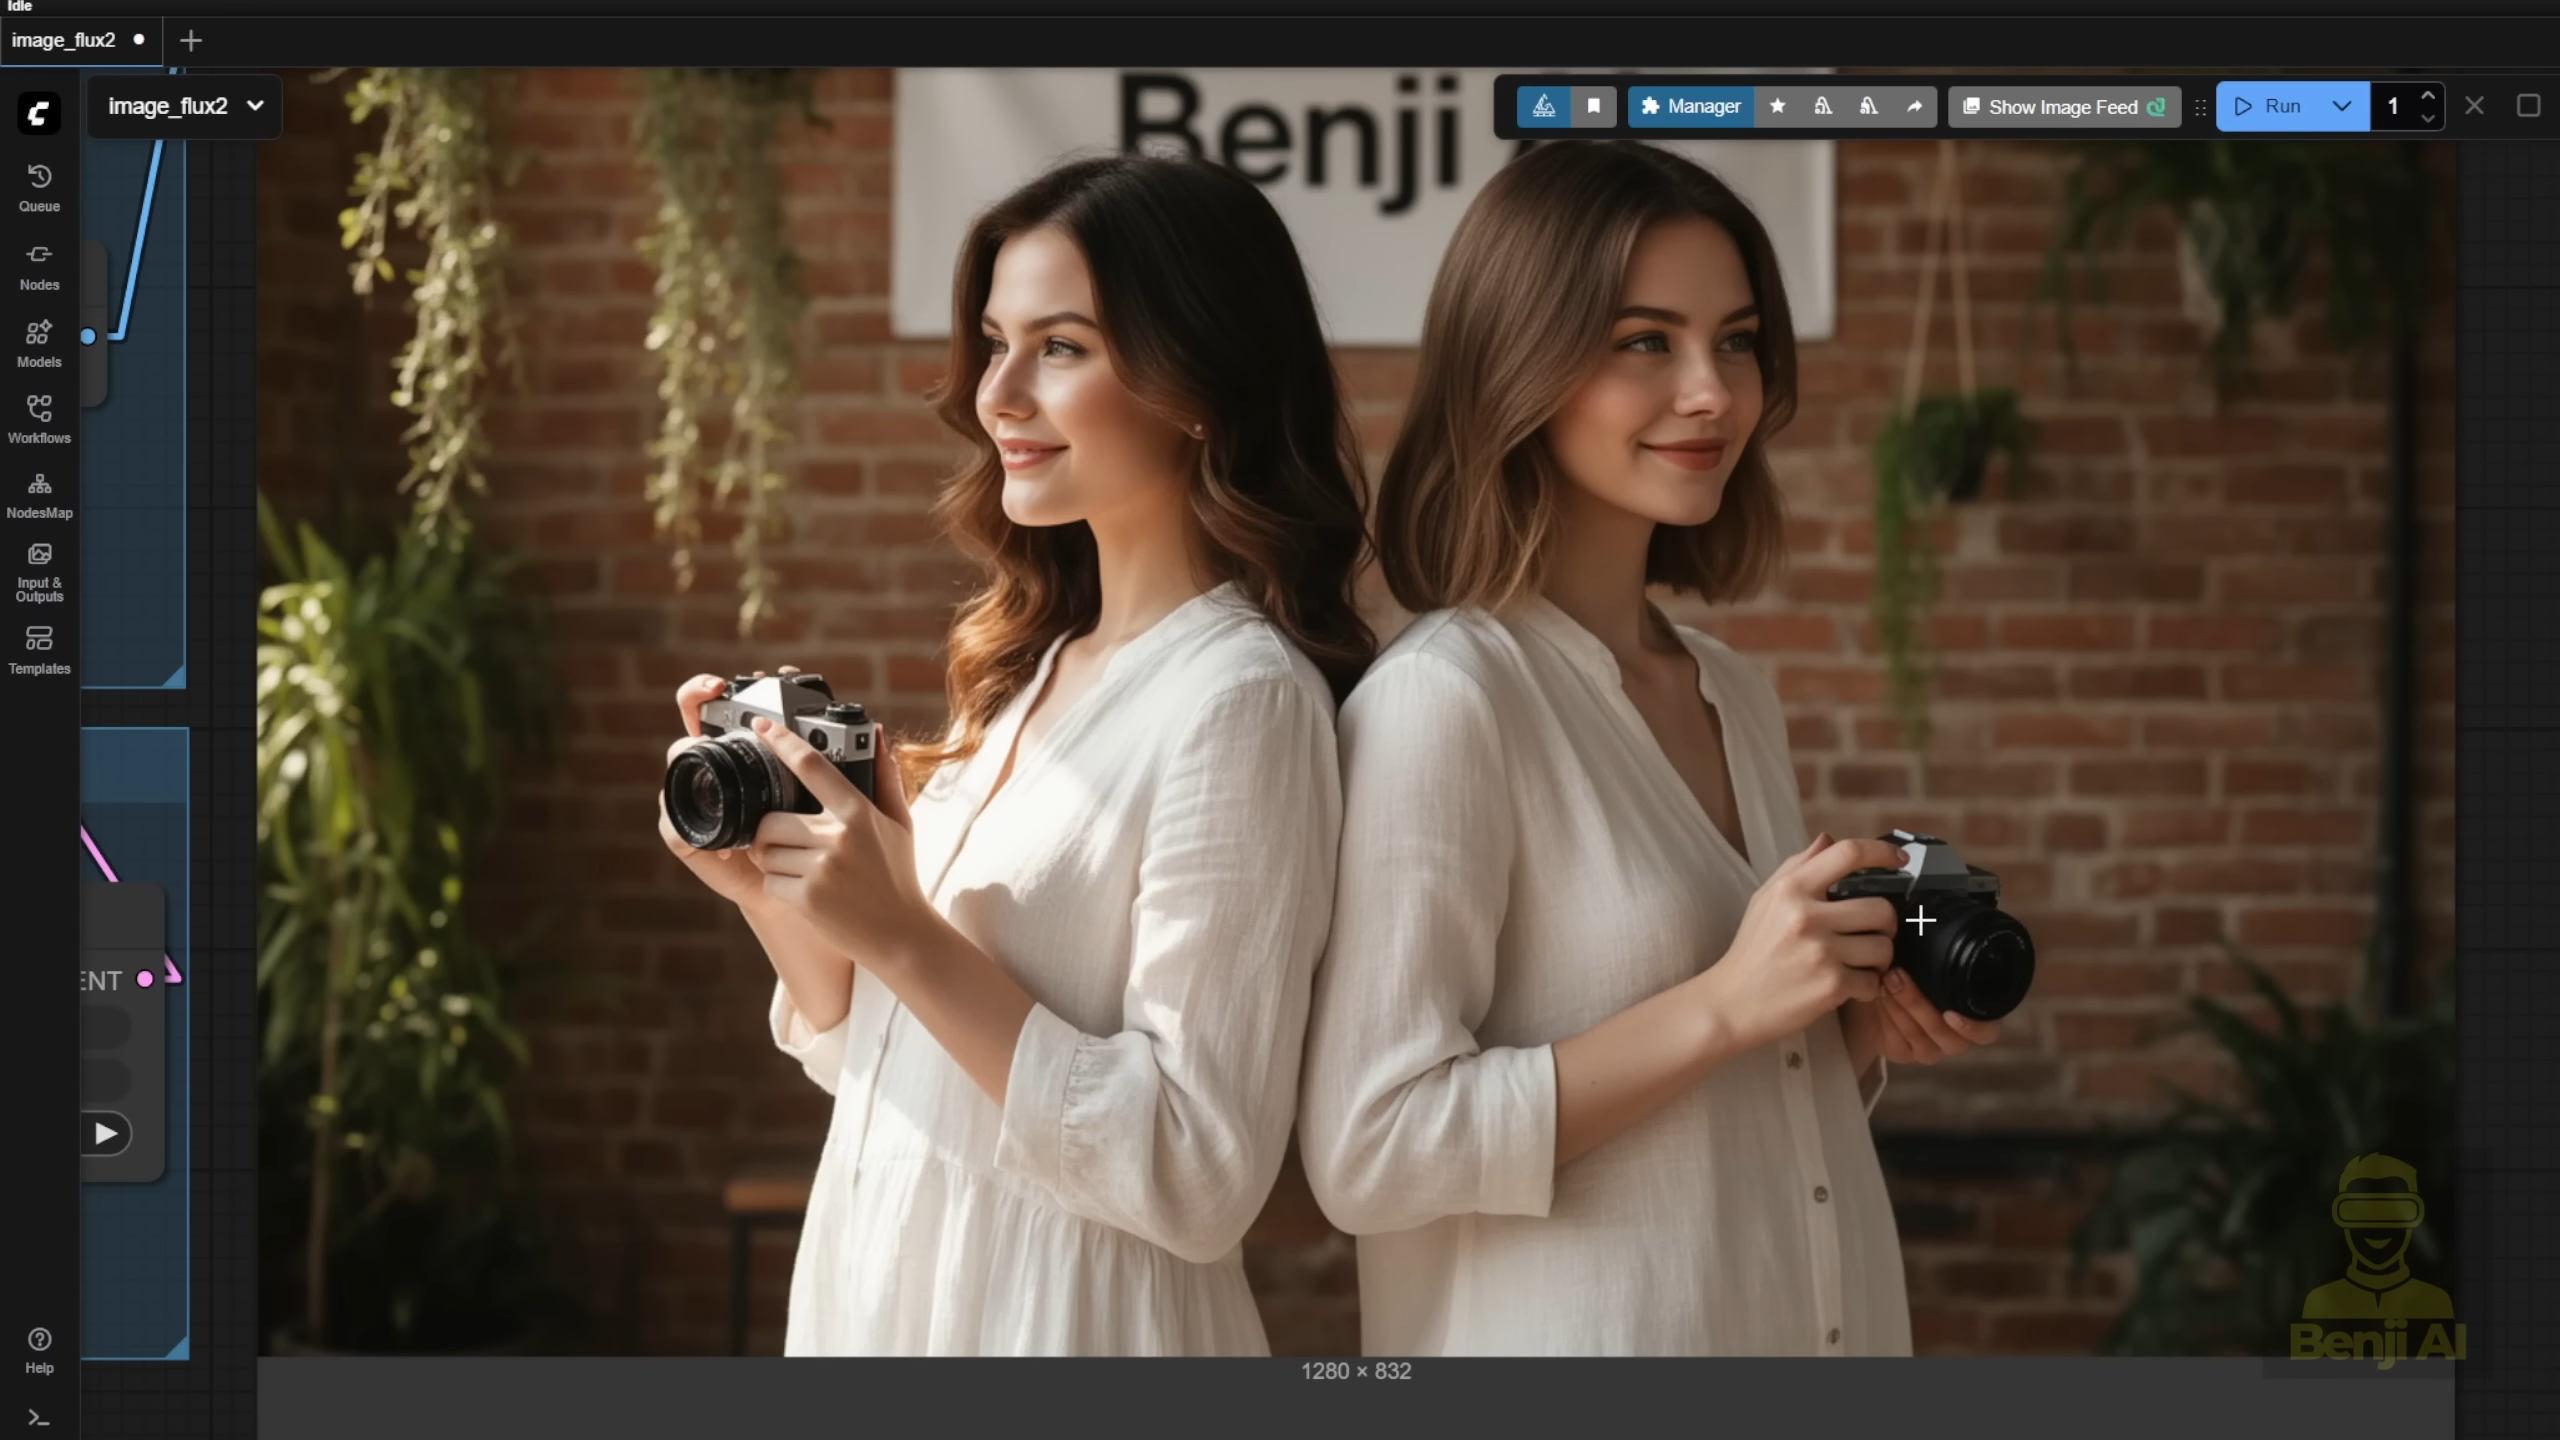 Idle
image_flux2
image_flux2
Manager
Show Image Feed
Run
1
Benji
Queue
Nodes
Models
Workflows
NodesMap
Input &
Outputs
Templates
ENT
Help
1280 × 832
Benji AI